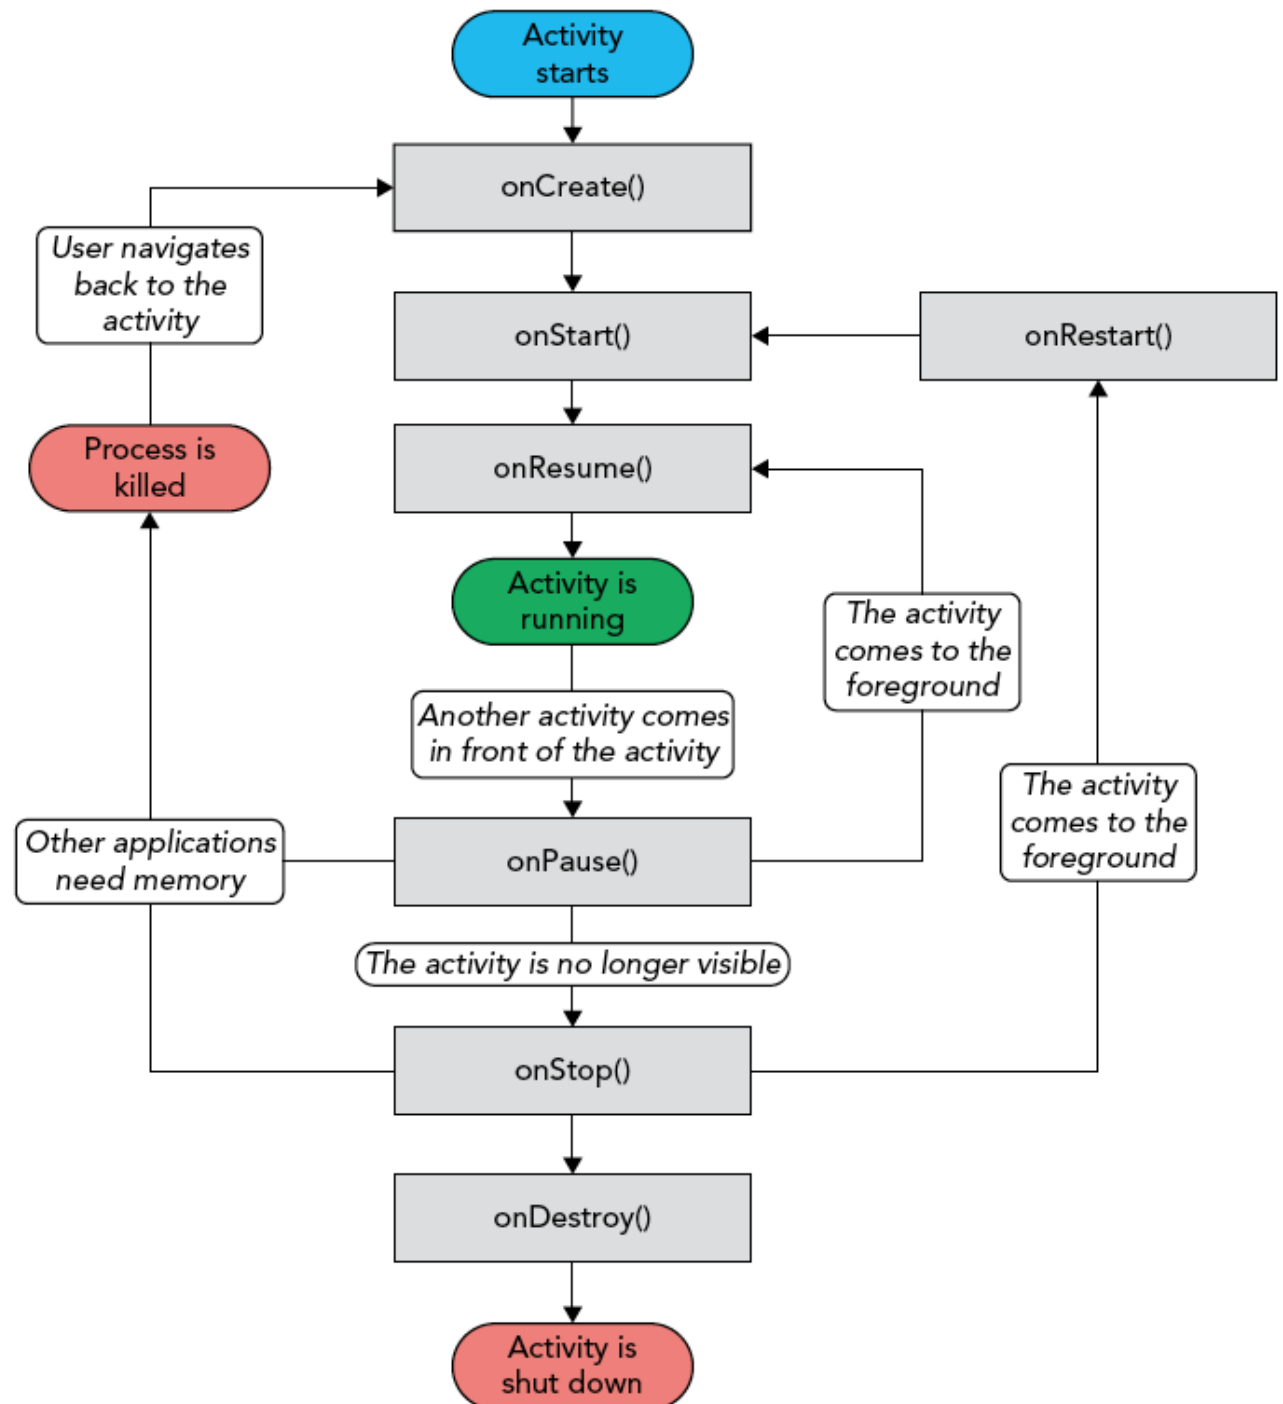 Activity
starts
onCreate()
User navigates
back to the
activity
onStart()
onRestart()
Process is
killed
onResume()
Activity is
running
The activity
comes to the
foreground
Another activity comes
in front of the activity
The activity
comes to the
foreground
Other applications
need memory
onPause()
The activity is no longer visible
onStop()
onDestroy()
Activity is
shut down